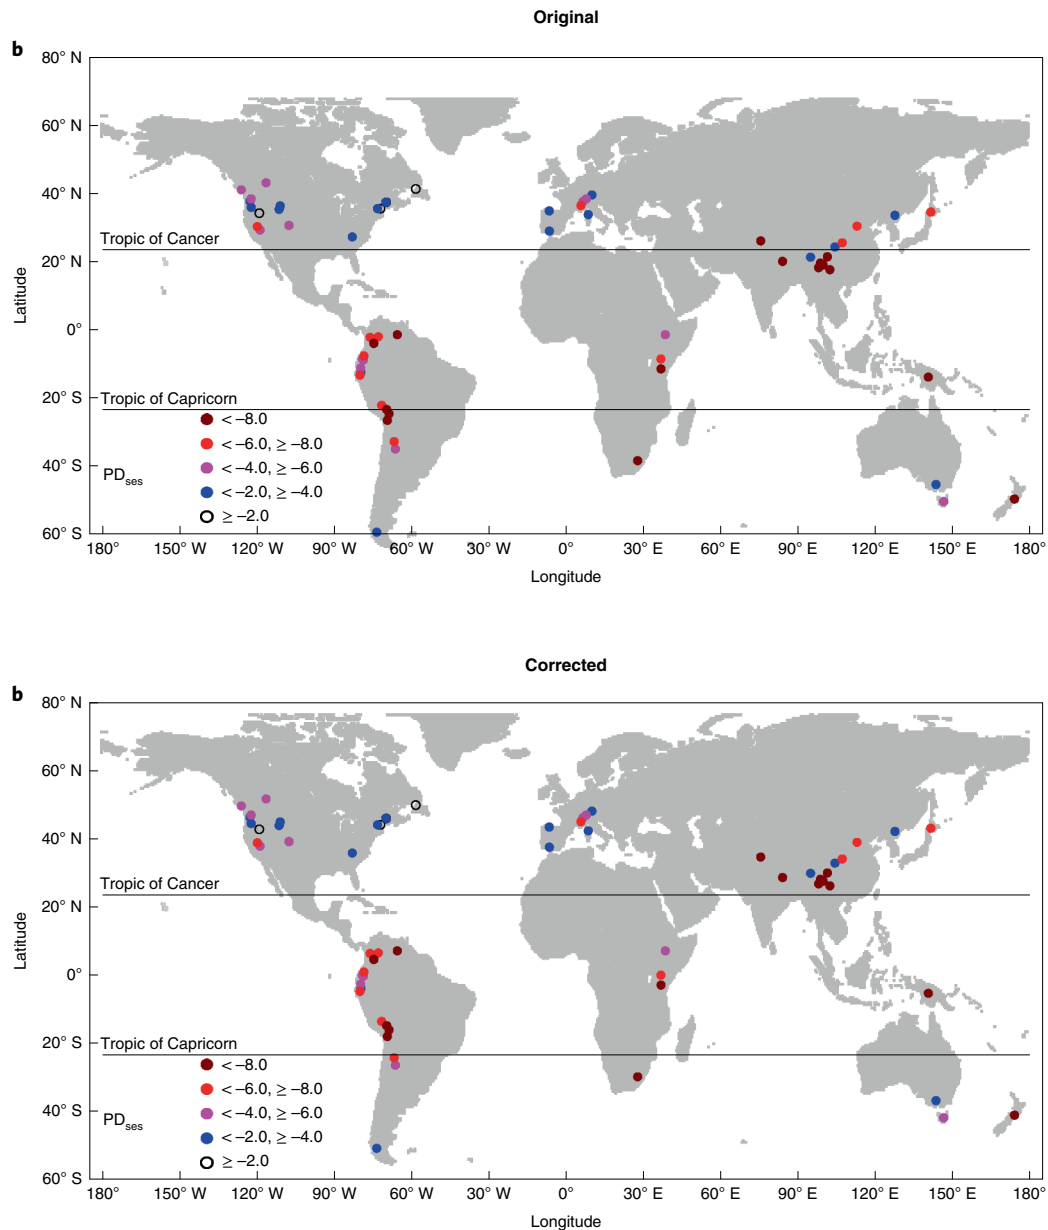 Original
b
80° N
60° N
40° N
Tropic of Cancer
20° N
Latitude
0°
Tropic of Capricorn
20° S
< −8.0
< −6.0, ≥ −8.0
40° S
< −4.0, ≥ −6.0
PDses
< −2.0, ≥ −4.0
≥ −2.0
60° S
180° 150° W 120° W 90° W 60° W 30° W 0° 30° E 60° E 90° E 120° E 150° E 180°
Longitude
Corrected
b
80° N
60° N
40° N
Tropic of Cancer
20° N
Latitude
0°
Tropic of Capricorn
20° S
< −8.0
< −6.0, ≥ −8.0
40° S
< −4.0, ≥ −6.0
PDses
< −2.0, ≥ −4.0
≥ −2.0
60° S
180° 150° W 120° W 90° W 60° W 30° W 0° 30° E 60° E 90° E 120° E 150° E 180°
Longitude